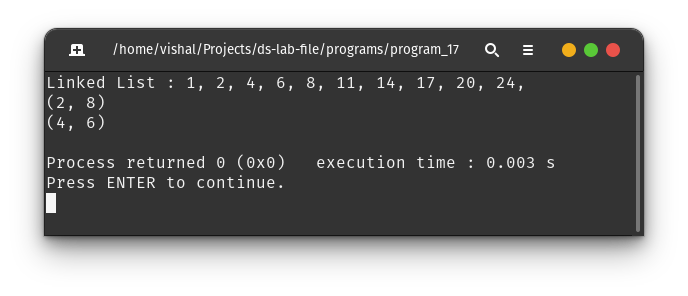 /home/vishal/Projects/ds-lab-file/programs/program_17
Linked List : 1, 2, 4, 6, 8, 11, 14, 17, 20, 24,
(2, 8)
(4, 6)
Process returned 0 (0x0)   execution time : 0.003 s
Press ENTER to continue.